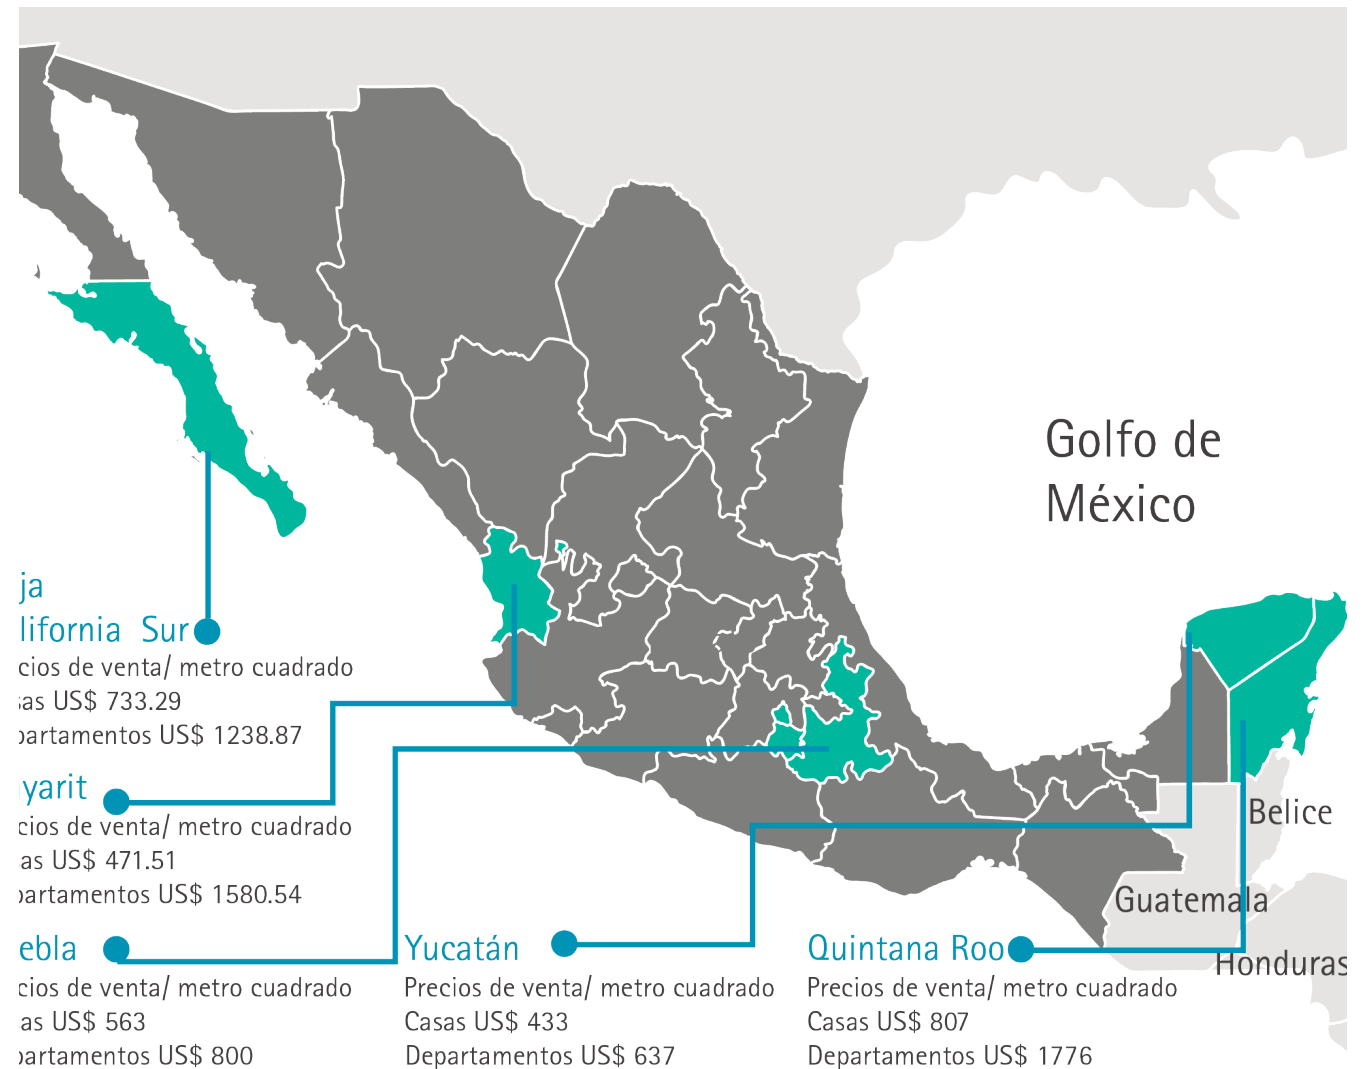 Golfo de
México
ja
lifornia Sur
cios de venta/ metro cuadrado
as US$ 733.29
partamentos US$ 1238.87
yarit
cios de venta/ metro cuadrado
as US$ 471.51
partamentos US$ 1580.54
ebla
cios de venta/ metro cuadrado
as US$ 563
partamentos US$ 800
Yucatán
Precios de venta/ metro cuadrado
Casas US$ 433
Departamentos US$ 637
Quintana Roo
Precios de venta/ metro cuadrado
Casas US$ 807
Departamentos US$ 1776
Belice
Guatemala
Honduras